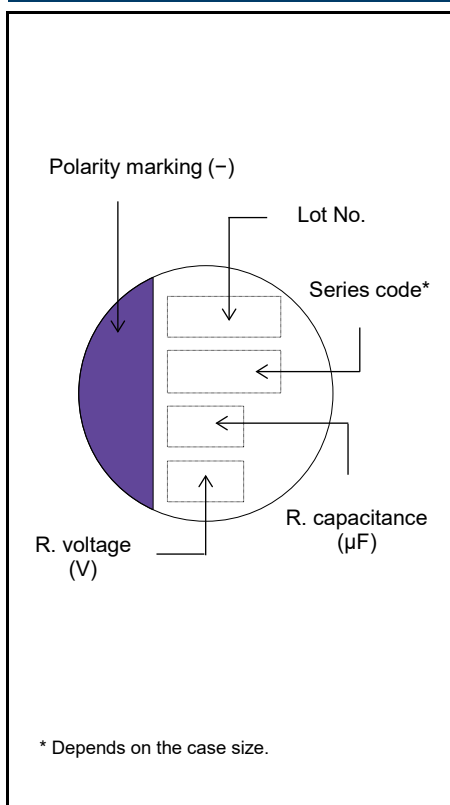 Polarity marking (−)
Lot No.
Series code*
R. capacitance
(µF)
R. voltage
(V)
* Depends on the case size.